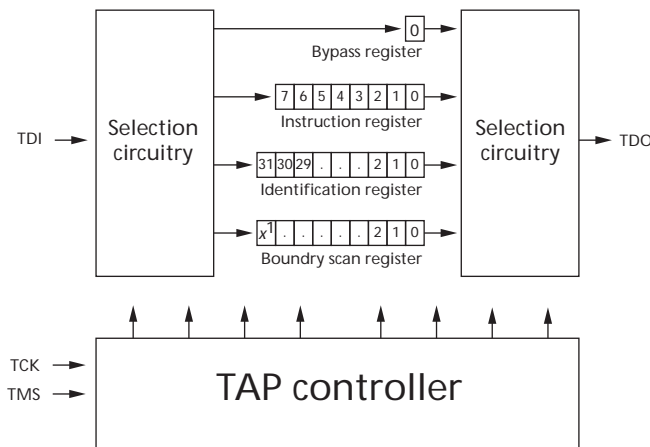 0
Bypass register
7 6 5 4 3 2 1 0
Instruction register
TDI
Selection circuitry
Selection circuitry
TDO
31 30 29 . . . 2 1 0
Identification register
x1 . . . . . 2 1 0
Boundry scan register
TCK
TMS
TAP controller